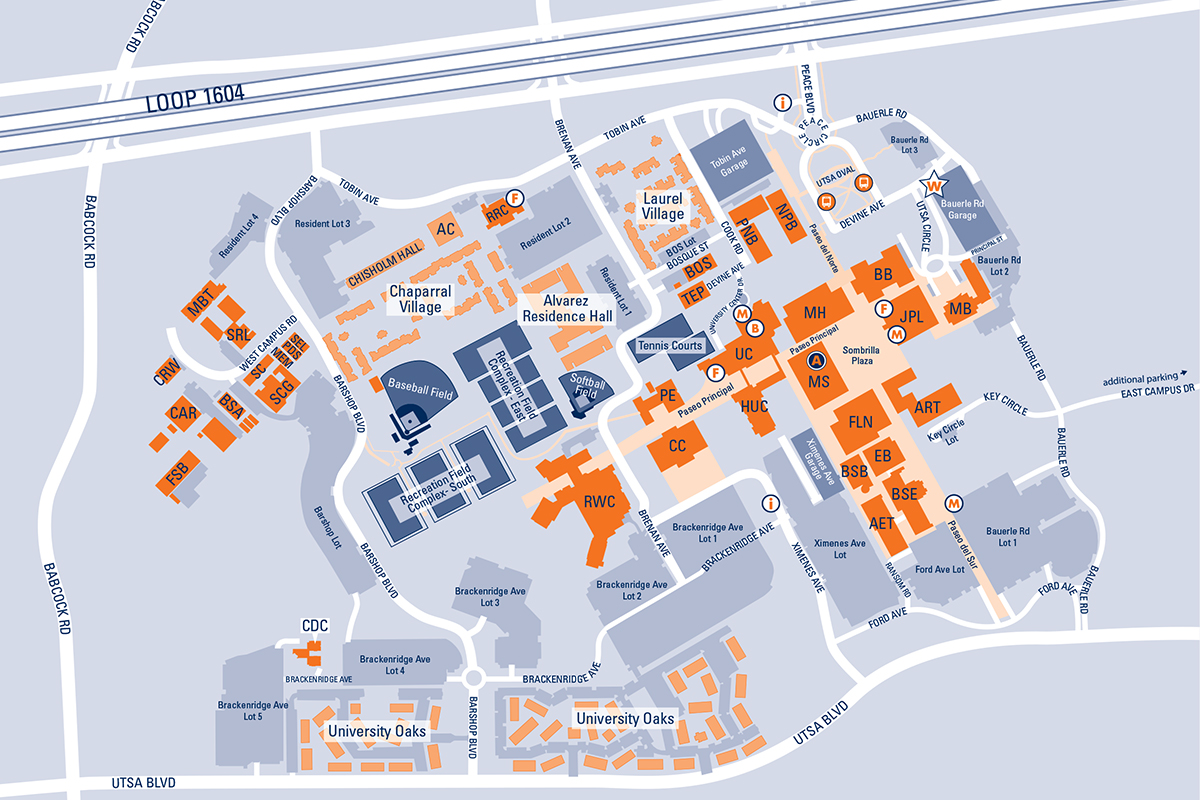 BABCOCK RD
LOOP 1604
PEACE BLVD
i
PEACE CIRCLE
BAUERLE RD
BRENAN AVE
TOBIN AVE
Bauerle Rd
Lot 3
Tobin Ave
Garage
UTSA OVAL
W
Bauerle Rd
Garage
BARSHOP BLVD
TOBIN AVE
Resident Lot 4
Resident Lot 3
F
RRC
AC
Resident Lot 2
Laurel
Village
PNB
NPB
DEVINE AVE
UTSA CIRCLE
PRINCIPAL ST
BABCOCK RD
CHISHOLM HALL
BOS Lot
BOSQUE ST
COOK RD
Paseo del Norte
Bauerle Rd
Lot 2
BOS
TEP
DEVINE AVE
BB
MBT
Chaparral
Village
Alvarez
Residence Hall
Resident Lot 1
UNIVERSITY CENTER DR
M
B
MH
F
JPL
MB
M
SRL
WEST CAMPUS RD
SEL
PDS
MEM
SC
SCG
CRW
Tennis Courts
UC
Paseo Principal
Sombrilla
Plaza
A
MS
Recreation Field
Complex - East
Baseball Field
Softball
Field
F
BAUERLE RD
additional parking
EAST CAMPUS DR
BSA
CAR
BARSHOP BLVD
PE
Paseo Principal
HUC
ART
KEY CIRCLE
Key Circle
Lot
FLN
CC
Ximenes Ave
Garage
EB
BSB
BAUERLE RD
FSB
Recreation Field
Complex- South
RWC
BSE
M
i
AET
Barshop Lot
BRENAN AVE
Brackenridge Ave
Lot 1
BRACKENRIDGE AVE
XIMENES AVE
Ximenes Ave
Lot
Paseo del Sur
Bauerle Rd
Lot 1
BARSHOP BLVD
BABCOCK RD
Brackenridge Ave
Lot 3
Brackenridge Ave
Lot 2
RANSOM RD
Ford Ave Lot
FORD AVE
FORD AVE
BAUERLE RD
CDC
BRACKENRIDGE AVE
Brackenridge Ave
Lot 4
BRACKENRIDGE AVE
Brackenridge Ave
Lot 5
University Oaks
BARSHOP BLVD
University Oaks
UTSA BLVD
UTSA BLVD